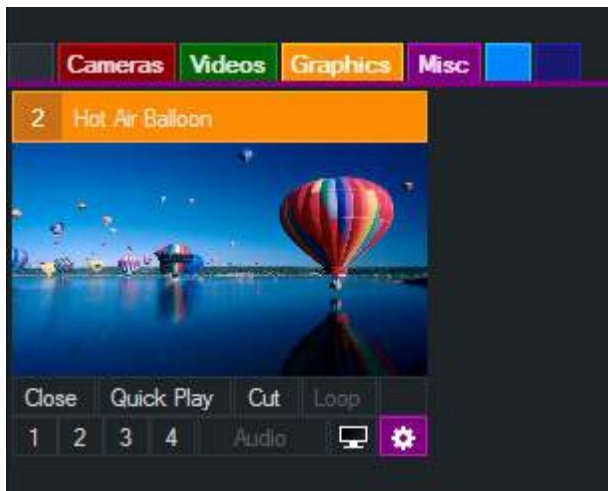 Cameras Videos Graphics Misc
2 Hot Air Balloon
Close Quick Play Cut Loop
1 2 3 4 Audio